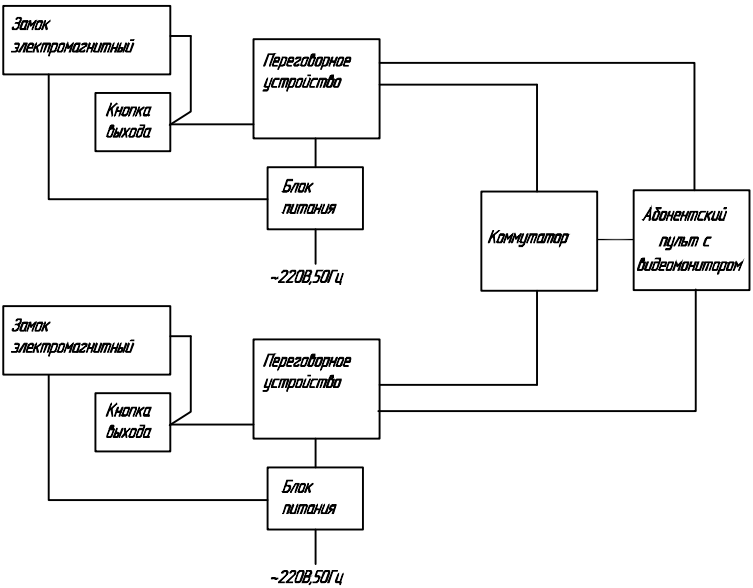 Замок
электромагнитный
Кнопка
выхода
Переговорное
устройство
Блок
питания
~220В,50Гц
Коммутатор
Абонентский
пульт с
видеомонитором
Замок
электромагнитный
Кнопка
выхода
Переговорное
устройство
Блок
питания
~220В,50Гц